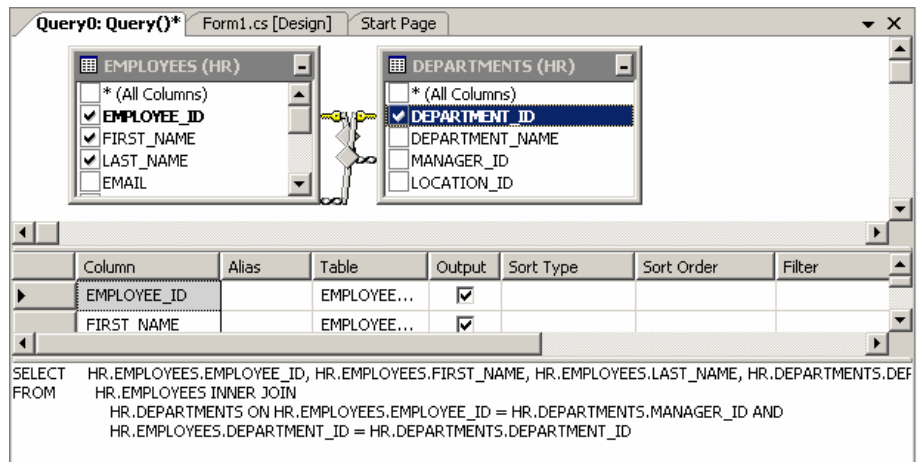 Query0: Query()* Form1.cs [Design] Start Page
EMPLOYEES (HR)
* (All Columns)
EMPLOYEE_ID
FIRST_NAME
LAST_NAME
EMAIL
DEPARTMENTS (HR)
* (All Columns)
DEPARTMENT_ID
DEPARTMENT_NAME
MANAGER_ID
LOCATION_ID
Column Alias Table Output Sort Type Sort Order Filter
EMPLOYEE_ID EMPLOYEE...
FIRST_NAME EMPLOYEE...
SELECT HR.EMPLOYEES.EMPLOYEE_ID, HR.EMPLOYEES.FIRST_NAME, HR.EMPLOYEES.LAST_NAME, HR.DEPARTMENTS.DEP
FROM HR.EMPLOYEES INNER JOIN
HR.DEPARTMENTS ON HR.EMPLOYEES.EMPLOYEE_ID = HR.DEPARTMENTS.MANAGER_ID AND
HR.EMPLOYEES.DEPARTMENT_ID = HR.DEPARTMENTS.DEPARTMENT_ID